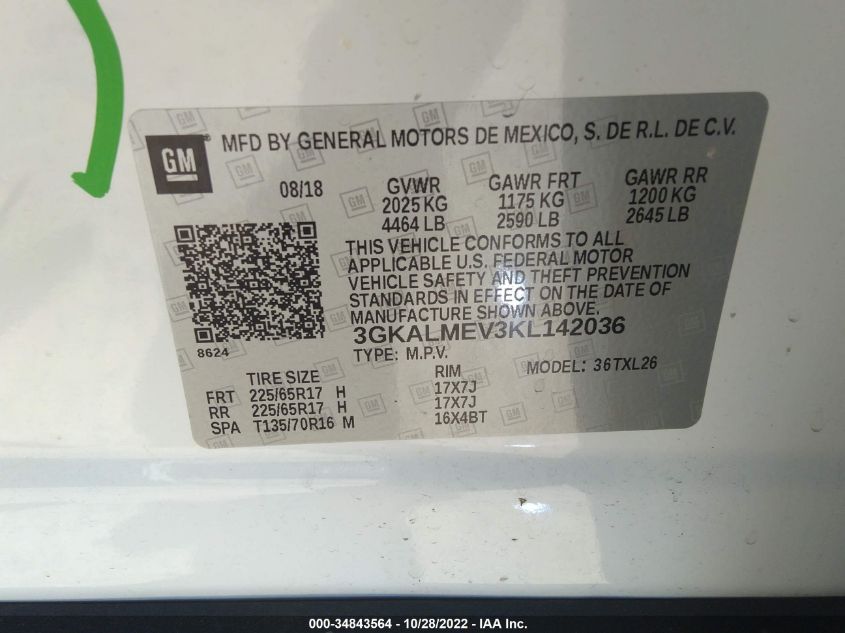 GM ® MFD BY GENERAL MOTORS DE MEXICO, S. DE R.L. DE C.V.
08/18 GVWR GAWR FRT GAWR RR
2025 KG 1175 KG 1200 KG
4464 LB 2590 LB 2645 LB
THIS VEHICLE CONFORMS TO ALL
APPLICABLE U.S. FEDERAL MOTOR
VEHICLE SAFETY AND THEFT PREVENTION
STANDARDS IN EFFECT ON THE DATE OF
MANUFACTURE SHOWN ABOVE.
3GKALMEV3KL142036
8624 TYPE: M.P.V. MODEL: 36TXL26
TIRE SIZE RIM
FRT 225/65R17 H 17X7J
RR 225/65R17 H 17X7J
SPA T135/70R16 M 16X4BT
000-34843564 - 10/28/2022 - IAA Inc.